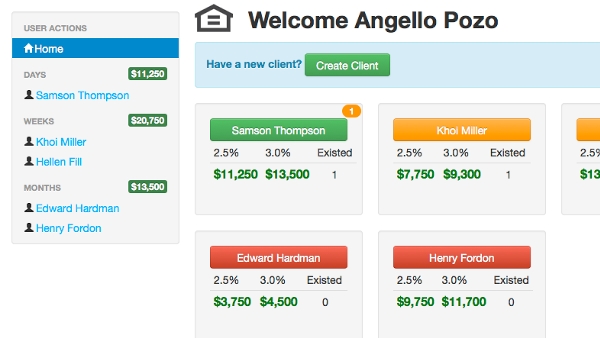 USER ACTIONS
Home
DAYS $11,250
Samson Thompson
WEEKS $20,750
Khoi Miller
Hellen Fill
MONTHS $13,500
Edward Hardman
Henry Fordon
Welcome Angello Pozo
Have a new client? Create Client
1
Samson Thompson
2.5% 3.0% Existed
$11,250 $13,500 1
Khoi Miller
2.5% 3.0% Existed
$7,750 $9,300 1
Edward Hardman
2.5% 3.0% Existed
$3,750 $4,500 0
Henry Fordon
2.5% 3.0% Existed
$9,750 $11,700 0